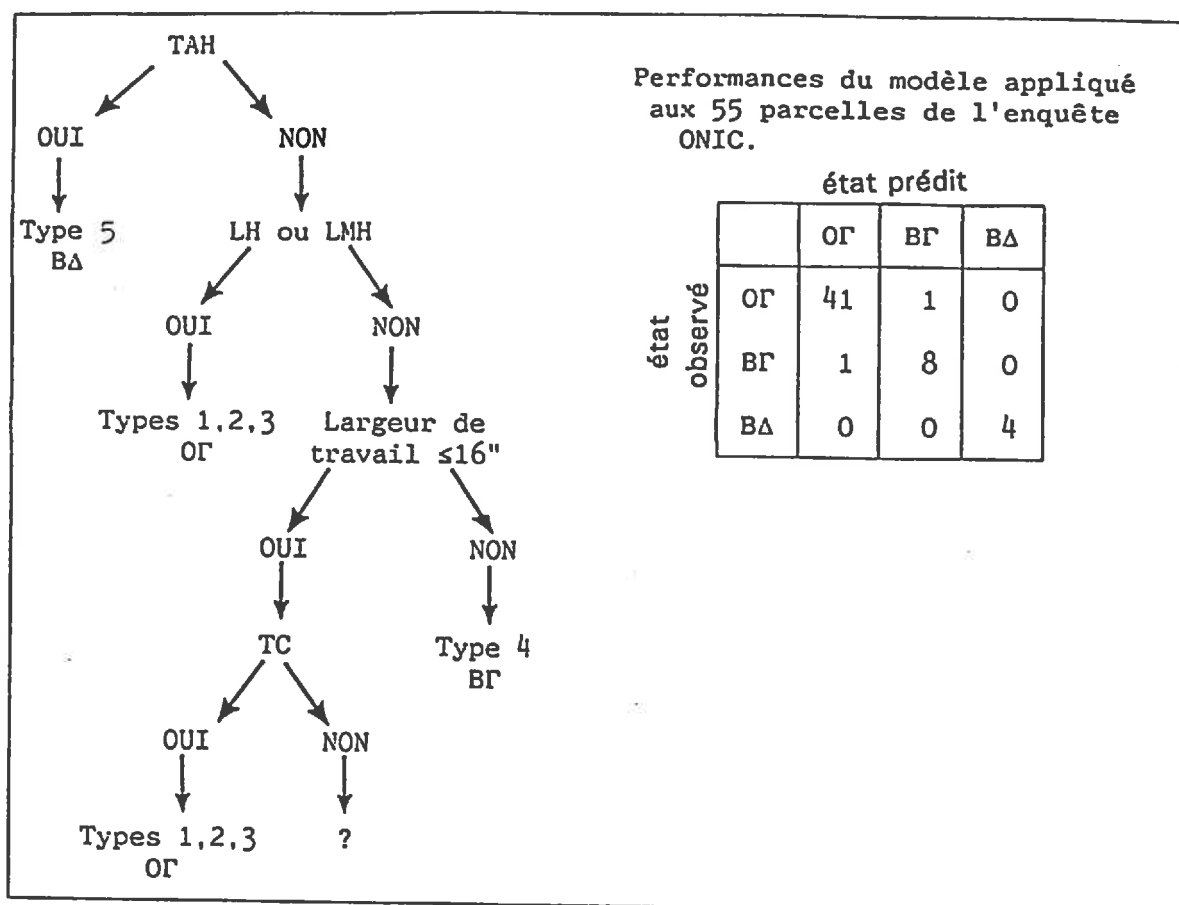 TAH
OUI NON
Type 5
BΔ
LH ou LMH
OUI NON
Types 1,2,3
OΓ
Largeur de
travail ≤16"
OUI NON
TC
Type 4
BΓ
OUI NON
Types 1,2,3
OΓ
?
Performances du modèle appliqué
aux 55 parcelles de l'enquête
ONIC.
état prédit
état
observé
OΓ BΓ BΔ
OΓ 41 1 0
BΓ 1 8 0
BΔ 0 0 4